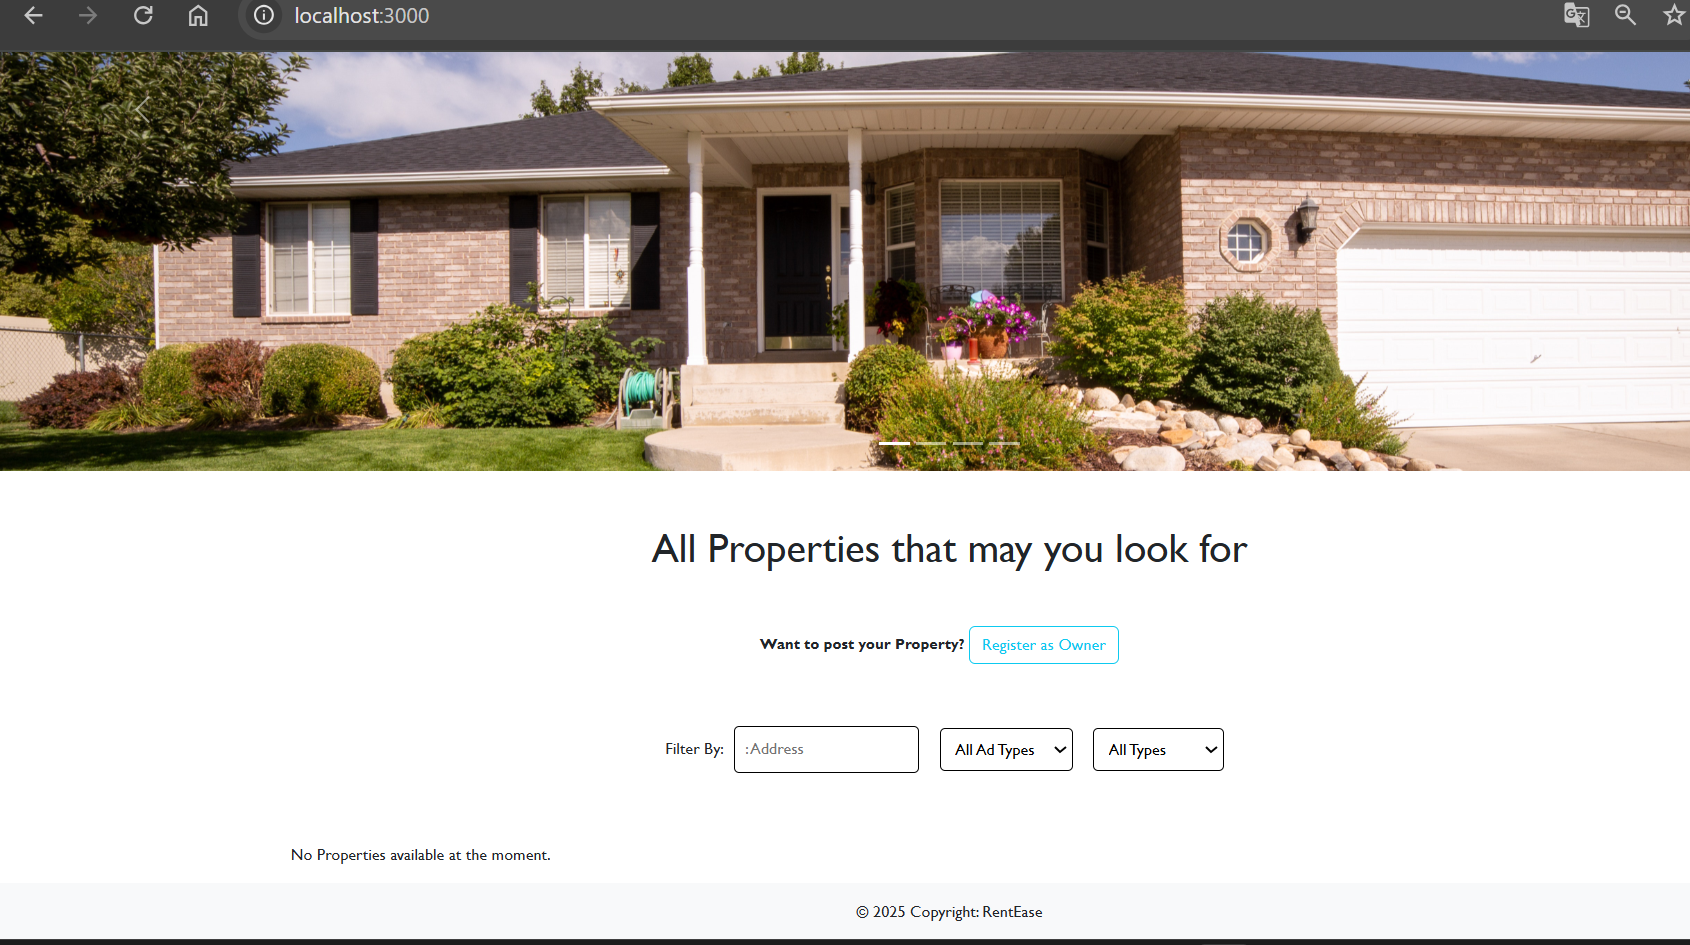 localhost:3000
All Properties that may you look for
Want to post your Property? Register as Owner
Filter By: :Address All Ad Types All Types
No Properties available at the moment.
© 2025 Copyright: RentEase